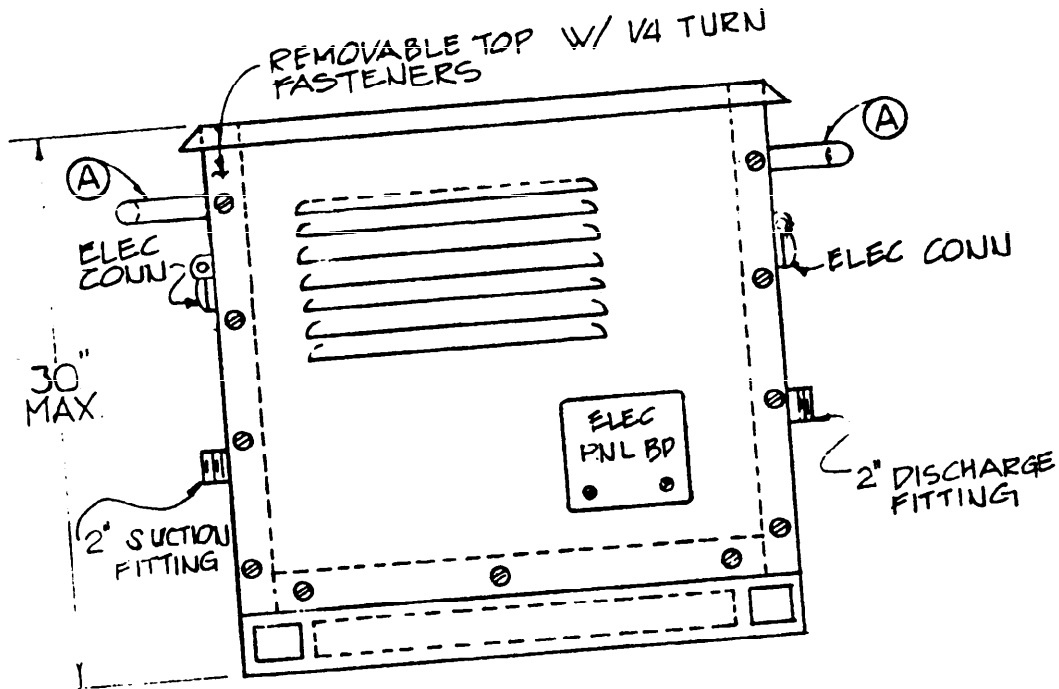 REMOVABLE TOP W/ 1/4 TURN
FASTENERS
A
A
ELEC
CONN
ELEC CONN
30"
MAX.
ELEC
PNL BD
2" DISCHARGE
FITTING
2" SUCTION
FITTING